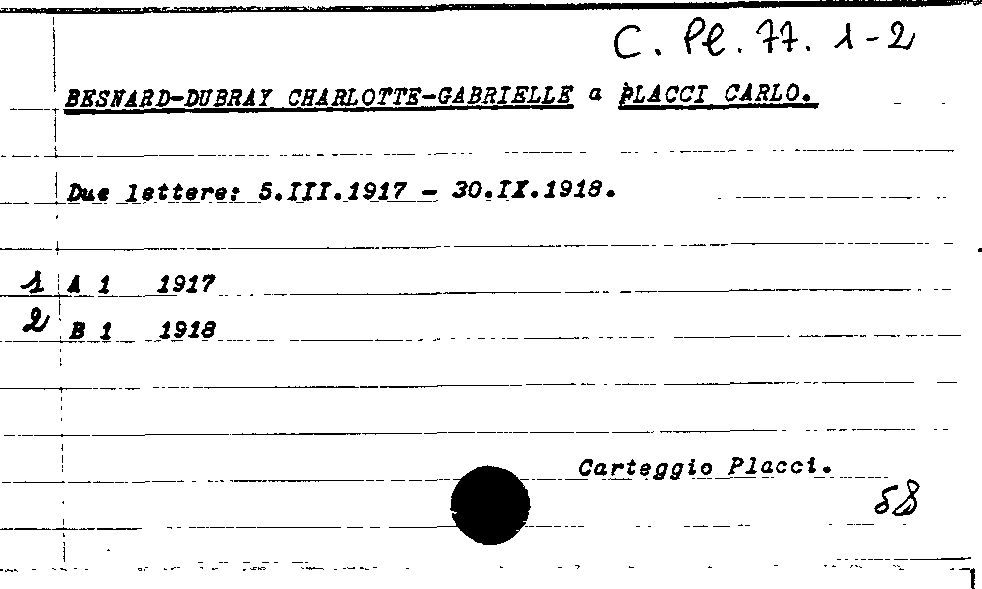 C. Pl. 77. 1-2
BESNARD-DUBRAY CHARLOTTE-GABRIELLE a PLACCI CARLO.
Due lettere: 5.III.1917 - 30.IX.1918.
1 A 1 1917
2 B 1 1918
Carteggio Placci.
58